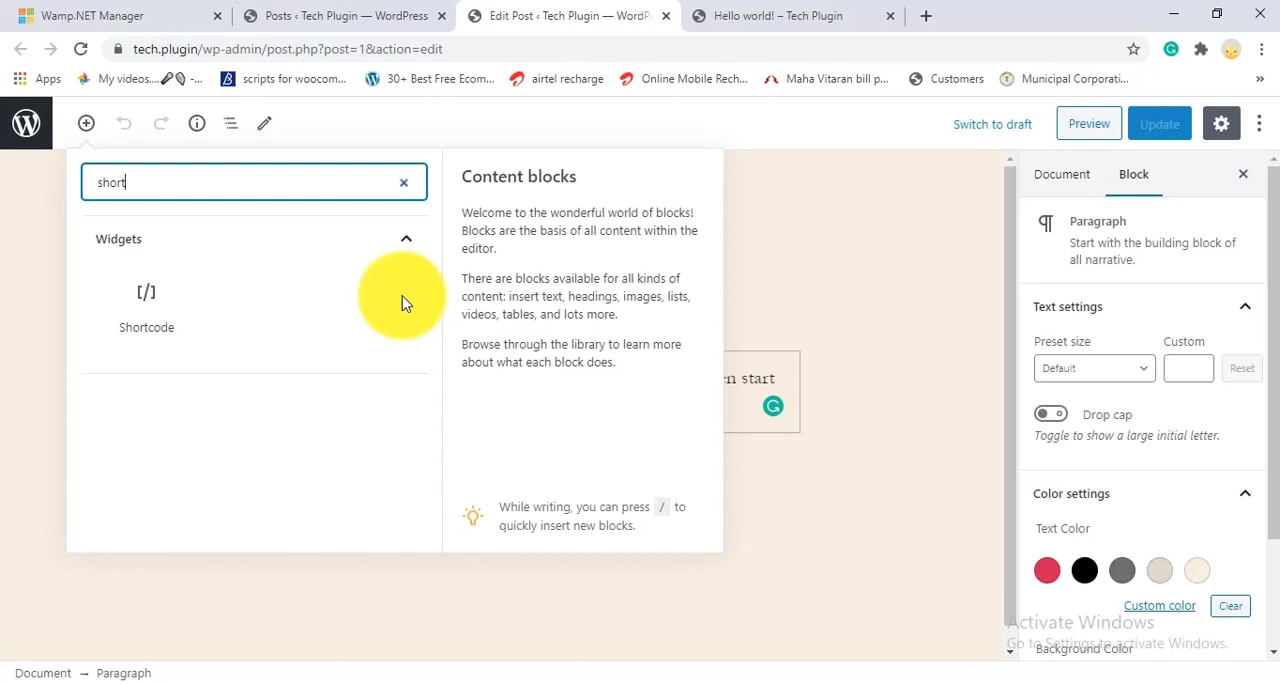 Wamp.NET Manager
Posts ‹ Tech Plugin — WordPress
Edit Post ‹ Tech Plugin — WordP
Hello world! – Tech Plugin
tech.plugin/wp-admin/post.php?post=1&action=edit
Apps
My videos....🎤 - ...
scripts for woocom...
30+ Best Free Ecom...
airtel recharge
Online Mobile Tech...
Maha Vitaran bill p...
Customers
Municipal Corporati...
»
Switch to draft
Preview
Update
short
Widgets
[/]
Shortcode
Content blocks
Welcome to the wonderful world of blocks!
Blocks are the basis of all content within the
editor.
There are blocks available for all kinds of
content: insert text, headings, images, lists,
videos, tables, and lots more.
Browse through the library to learn more
about what each block does.
While writing, you can press / to
quickly insert new blocks.
en start
Document
Block
Paragraph
Start with the building block of
all narrative.
Text settings
Preset size
Custom
Default
Reset
Drop cap
Toggle to show a large initial letter.
Color settings
Text Color
Custom color
Clear
Background Color
Activate Windows
Go to Settings to activate Windows.
Document → Paragraph